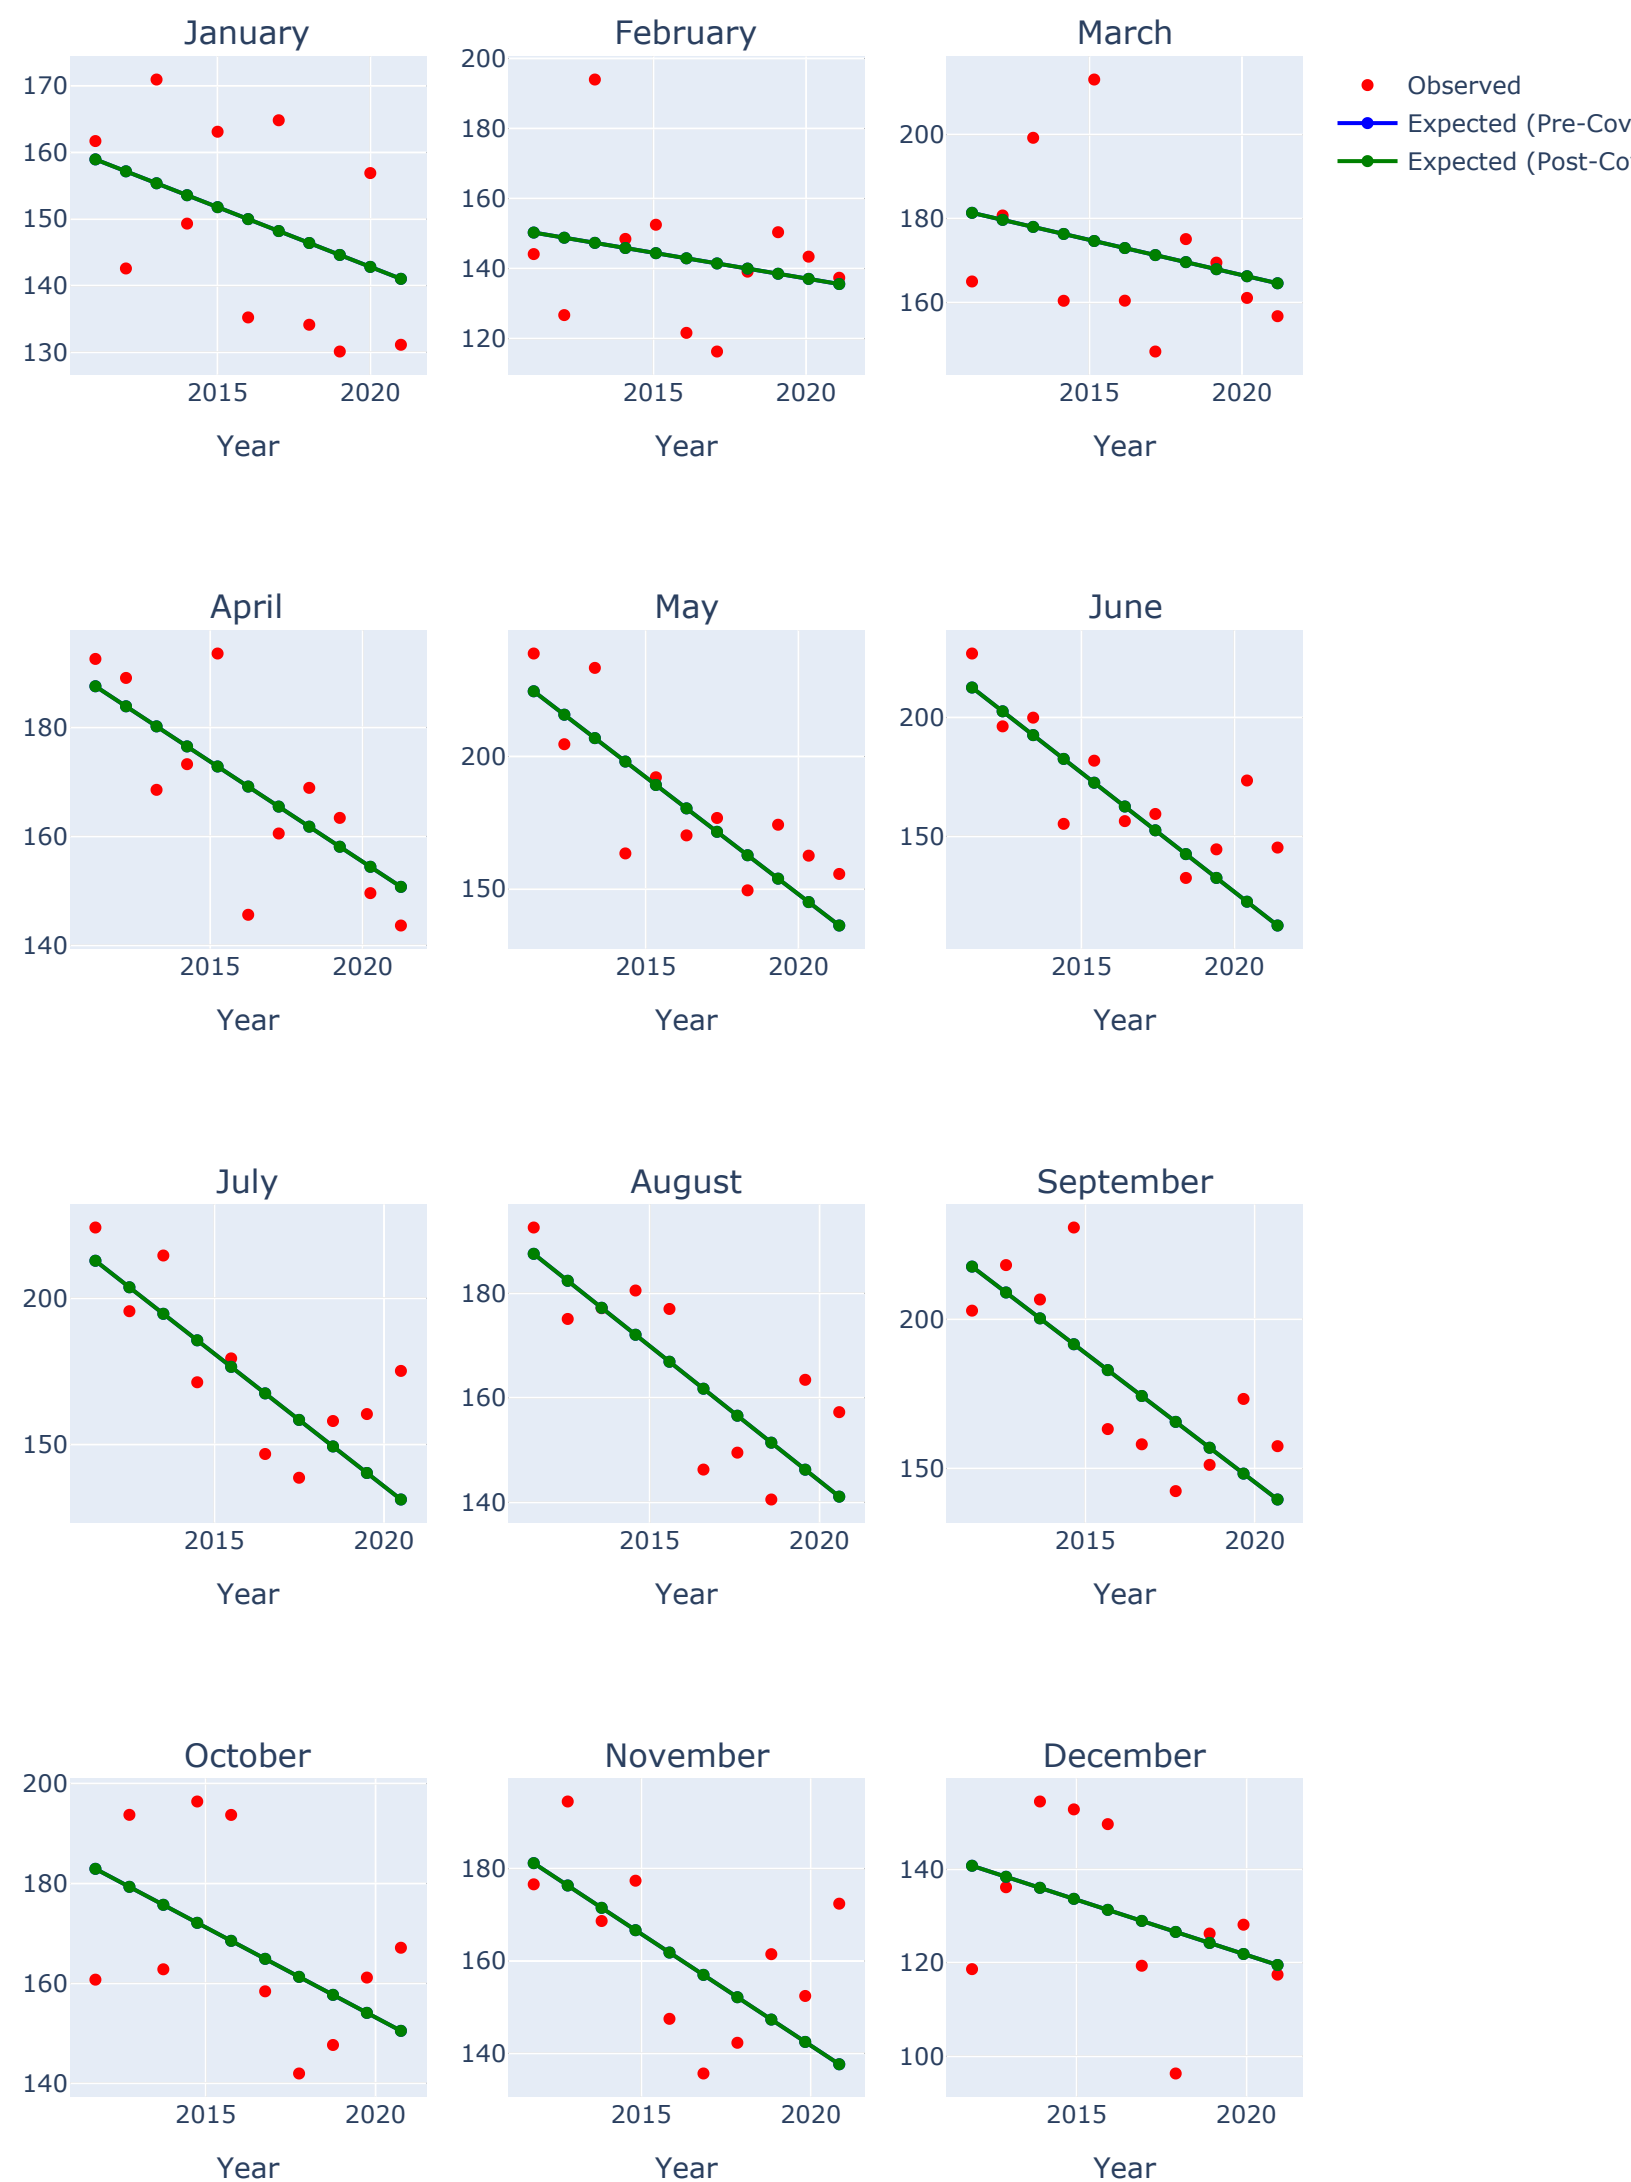 January
February
March
170
160
150
140
130
2015
2020
Year
200
180
160
140
120
2015
2020
Year
200
180
160
2015
2020
Year
Observed
Expected (Pre-Cov
Expected (Post-Co
April
May
June
180
160
140
2015
2020
Year
200
150
2015
2020
Year
200
150
2015
2020
Year
July
August
September
200
150
2015
2020
Year
180
160
140
2015
2020
Year
200
150
2015
2020
Year
October
November
December
200
180
160
140
2015
2020
Year
180
160
140
2015
2020
Year
140
120
100
2015
2020
Year